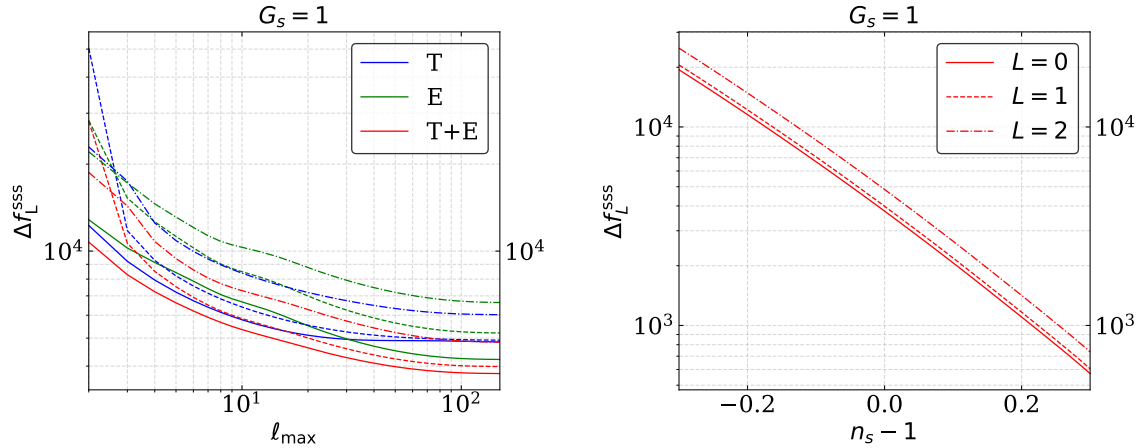 G_s = 1
T
E
T+E
Δf_L^sss
10^4
10^4
10^1
10^2
ℓ_max
G_s = 1
L = 0
L = 1
L = 2
Δf_L^sss
10^4
10^3
10^4
10^3
−0.2
0.0
0.2
n_s − 1